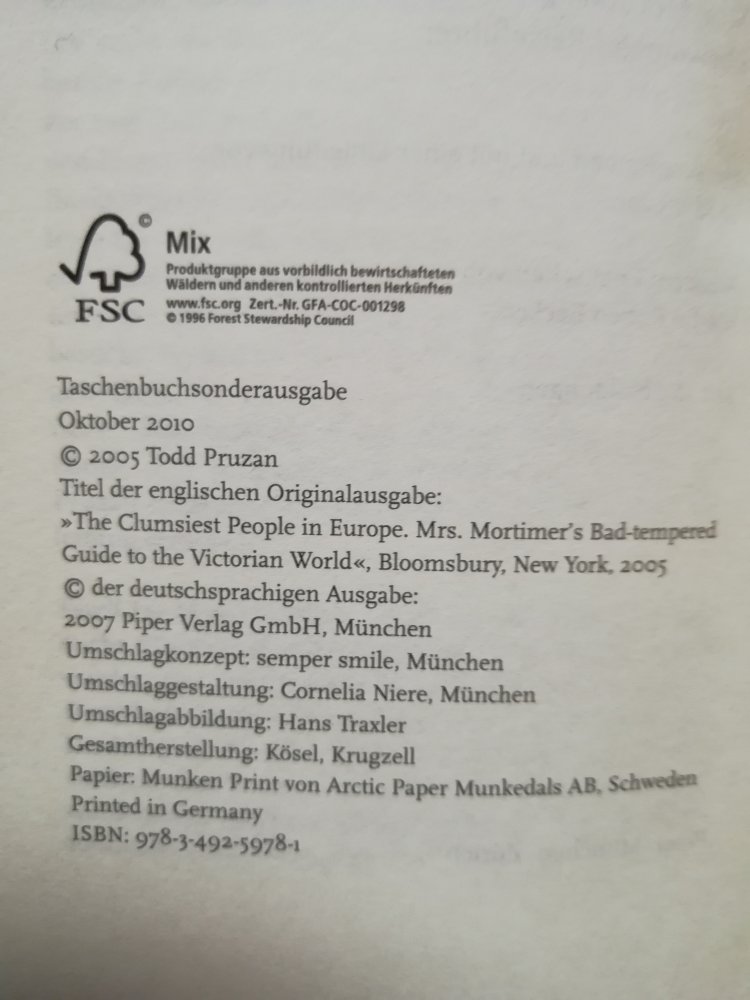 ©
Mix
Produktgruppe aus vorbildlich bewirtschafteten
Wäldern und anderen kontrollierten Herkünften
www.fsc.org Zert.-Nr. GFA-COC-001298
© 1996 Forest Stewardship Council
FSC
Taschenbuchsonderausgabe
Oktober 2010
© 2005 Todd Pruzan
Titel der englischen Originalausgabe:
»The Clumsiest People in Europe. Mrs. Mortimer's Bad-tempered
Guide to the Victorian World«, Bloomsbury, New York, 2005
© der deutschsprachigen Ausgabe:
2007 Piper Verlag GmbH, München
Umschlagkonzept: semper smile, München
Umschlaggestaltung: Cornelia Niere, München
Umschlagabbildung: Hans Traxler
Gesamtherstellung: Kösel, Krugzell
Papier: Munken Print von Arctic Paper Munkedals AB, Schweden
Printed in Germany
ISBN: 978-3-492-5978-1